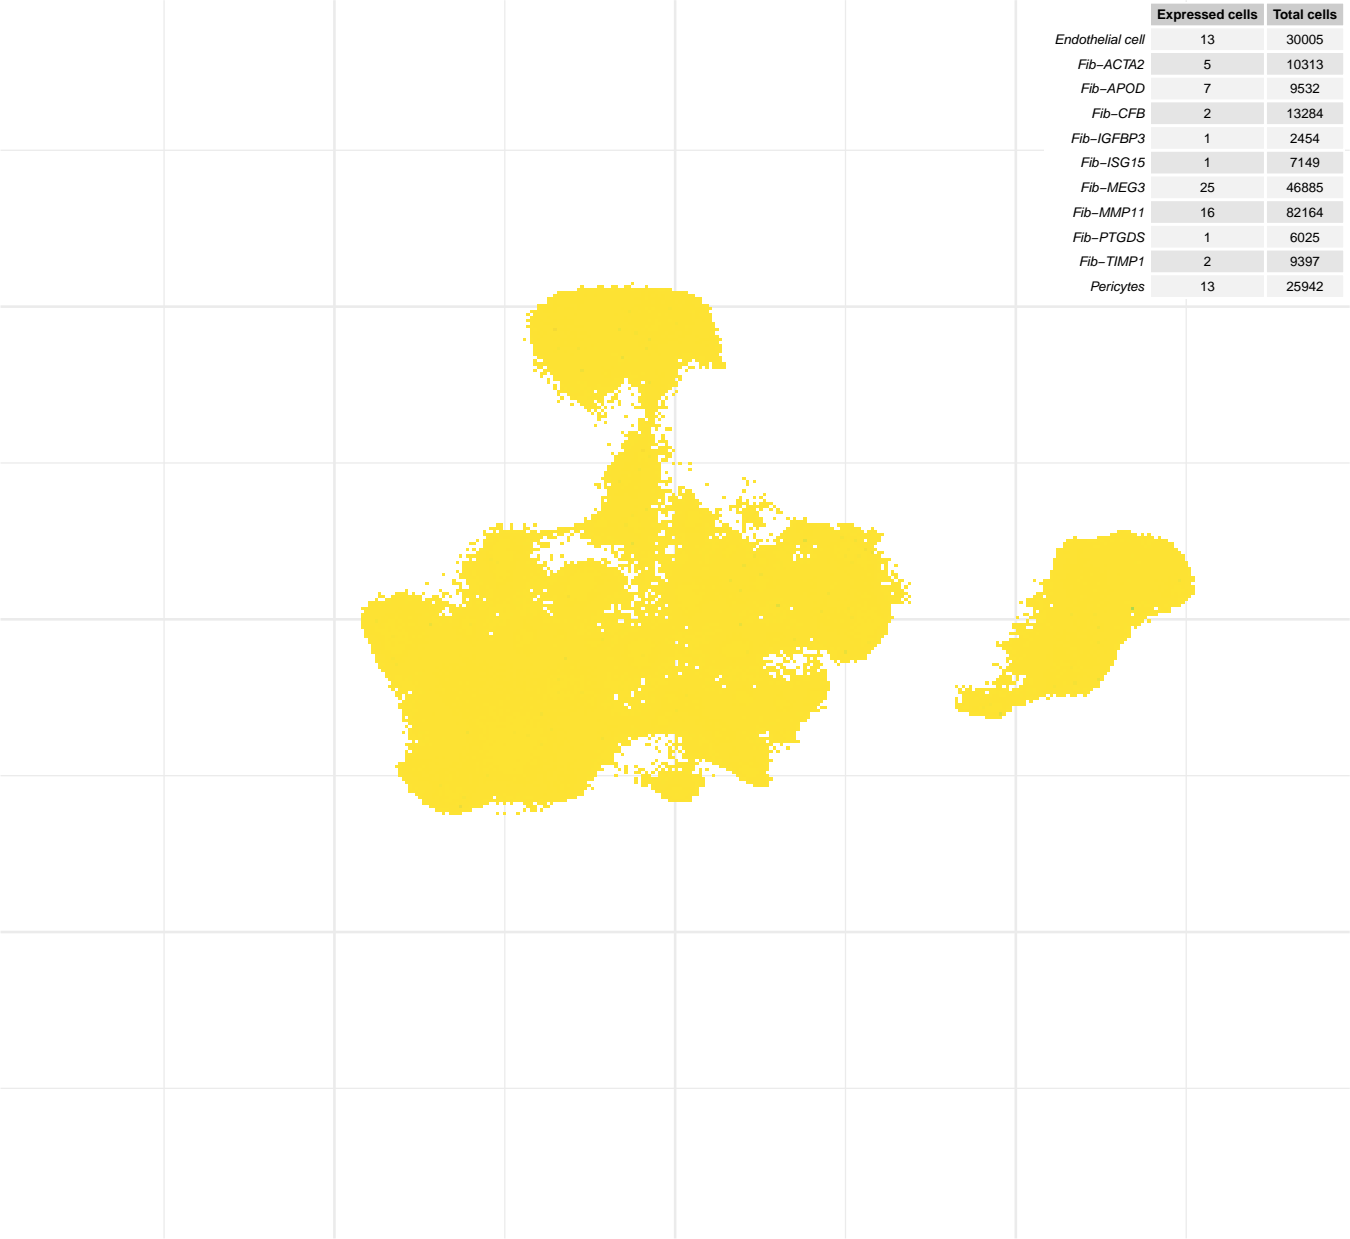 Expressed cells Total cells
Endothelial cell 13 30005
Fib−ACTA2 5 10313
Fib−APOD 7 9532
Fib−CFB 2 13284
Fib−IGFBP3 1 2454
Fib−ISG15 1 7149
Fib−MEG3 25 46885
Fib−MMP11 16 82164
Fib−PTGDS 1 6025
Fib−TIMP1 2 9397
Pericytes 13 25942